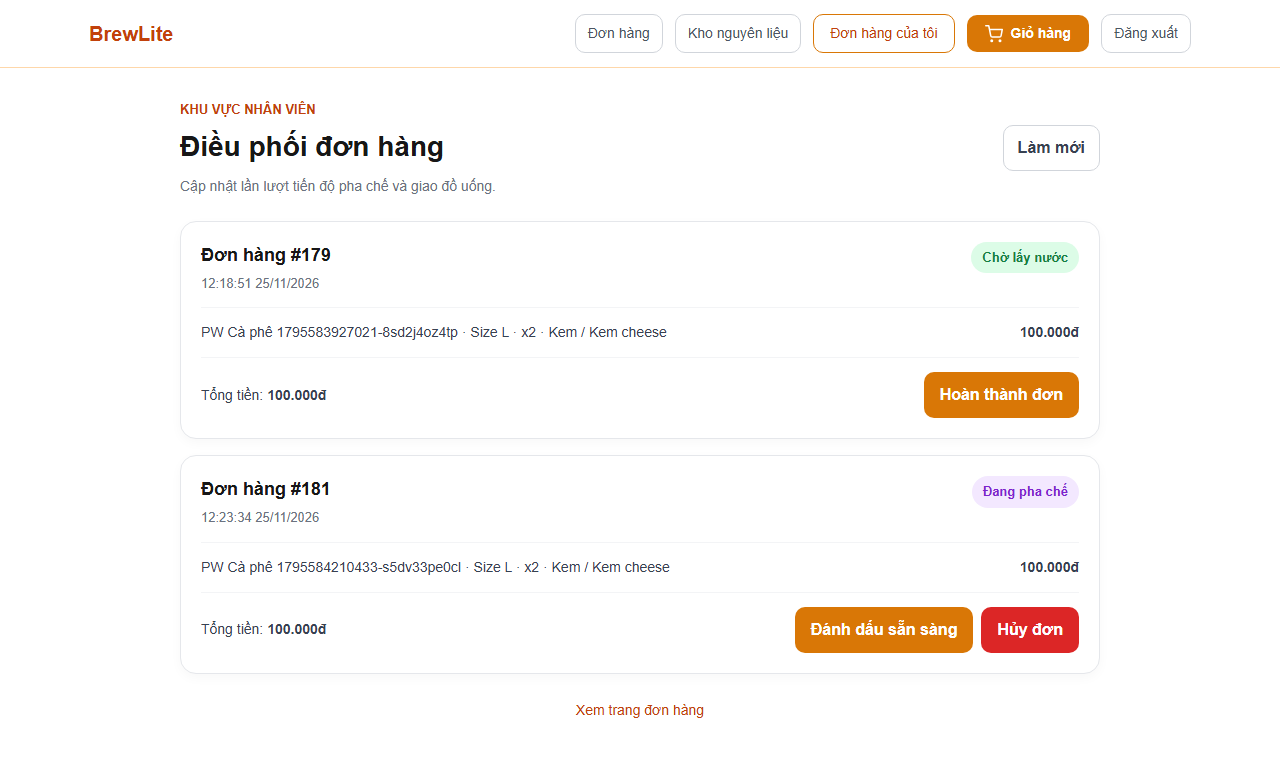 BrewLite
Đơn hàng
Kho nguyên liệu
Đơn hàng của tôi
Giỏ hàng
Đăng xuất
KHU VỰC NHÂN VIÊN
Điều phối đơn hàng
Làm mới
Cập nhật lần lượt tiến độ pha chế và giao đồ uống.
Đơn hàng #179
Chờ lấy nước
12:18:51 25/11/2026
PW Cà phê 1795583927021-8sd2j4oz4tp · Size L · x2 · Kem / Kem cheese
100.000đ
Tổng tiền: 100.000đ
Hoàn thành đơn
Đơn hàng #181
Đang pha chế
12:23:34 25/11/2026
PW Cà phê 1795584210433-s5dv33pe0cl · Size L · x2 · Kem / Kem cheese
100.000đ
Tổng tiền: 100.000đ
Đánh dấu sẵn sàng
Hủy đơn
Xem trang đơn hàng